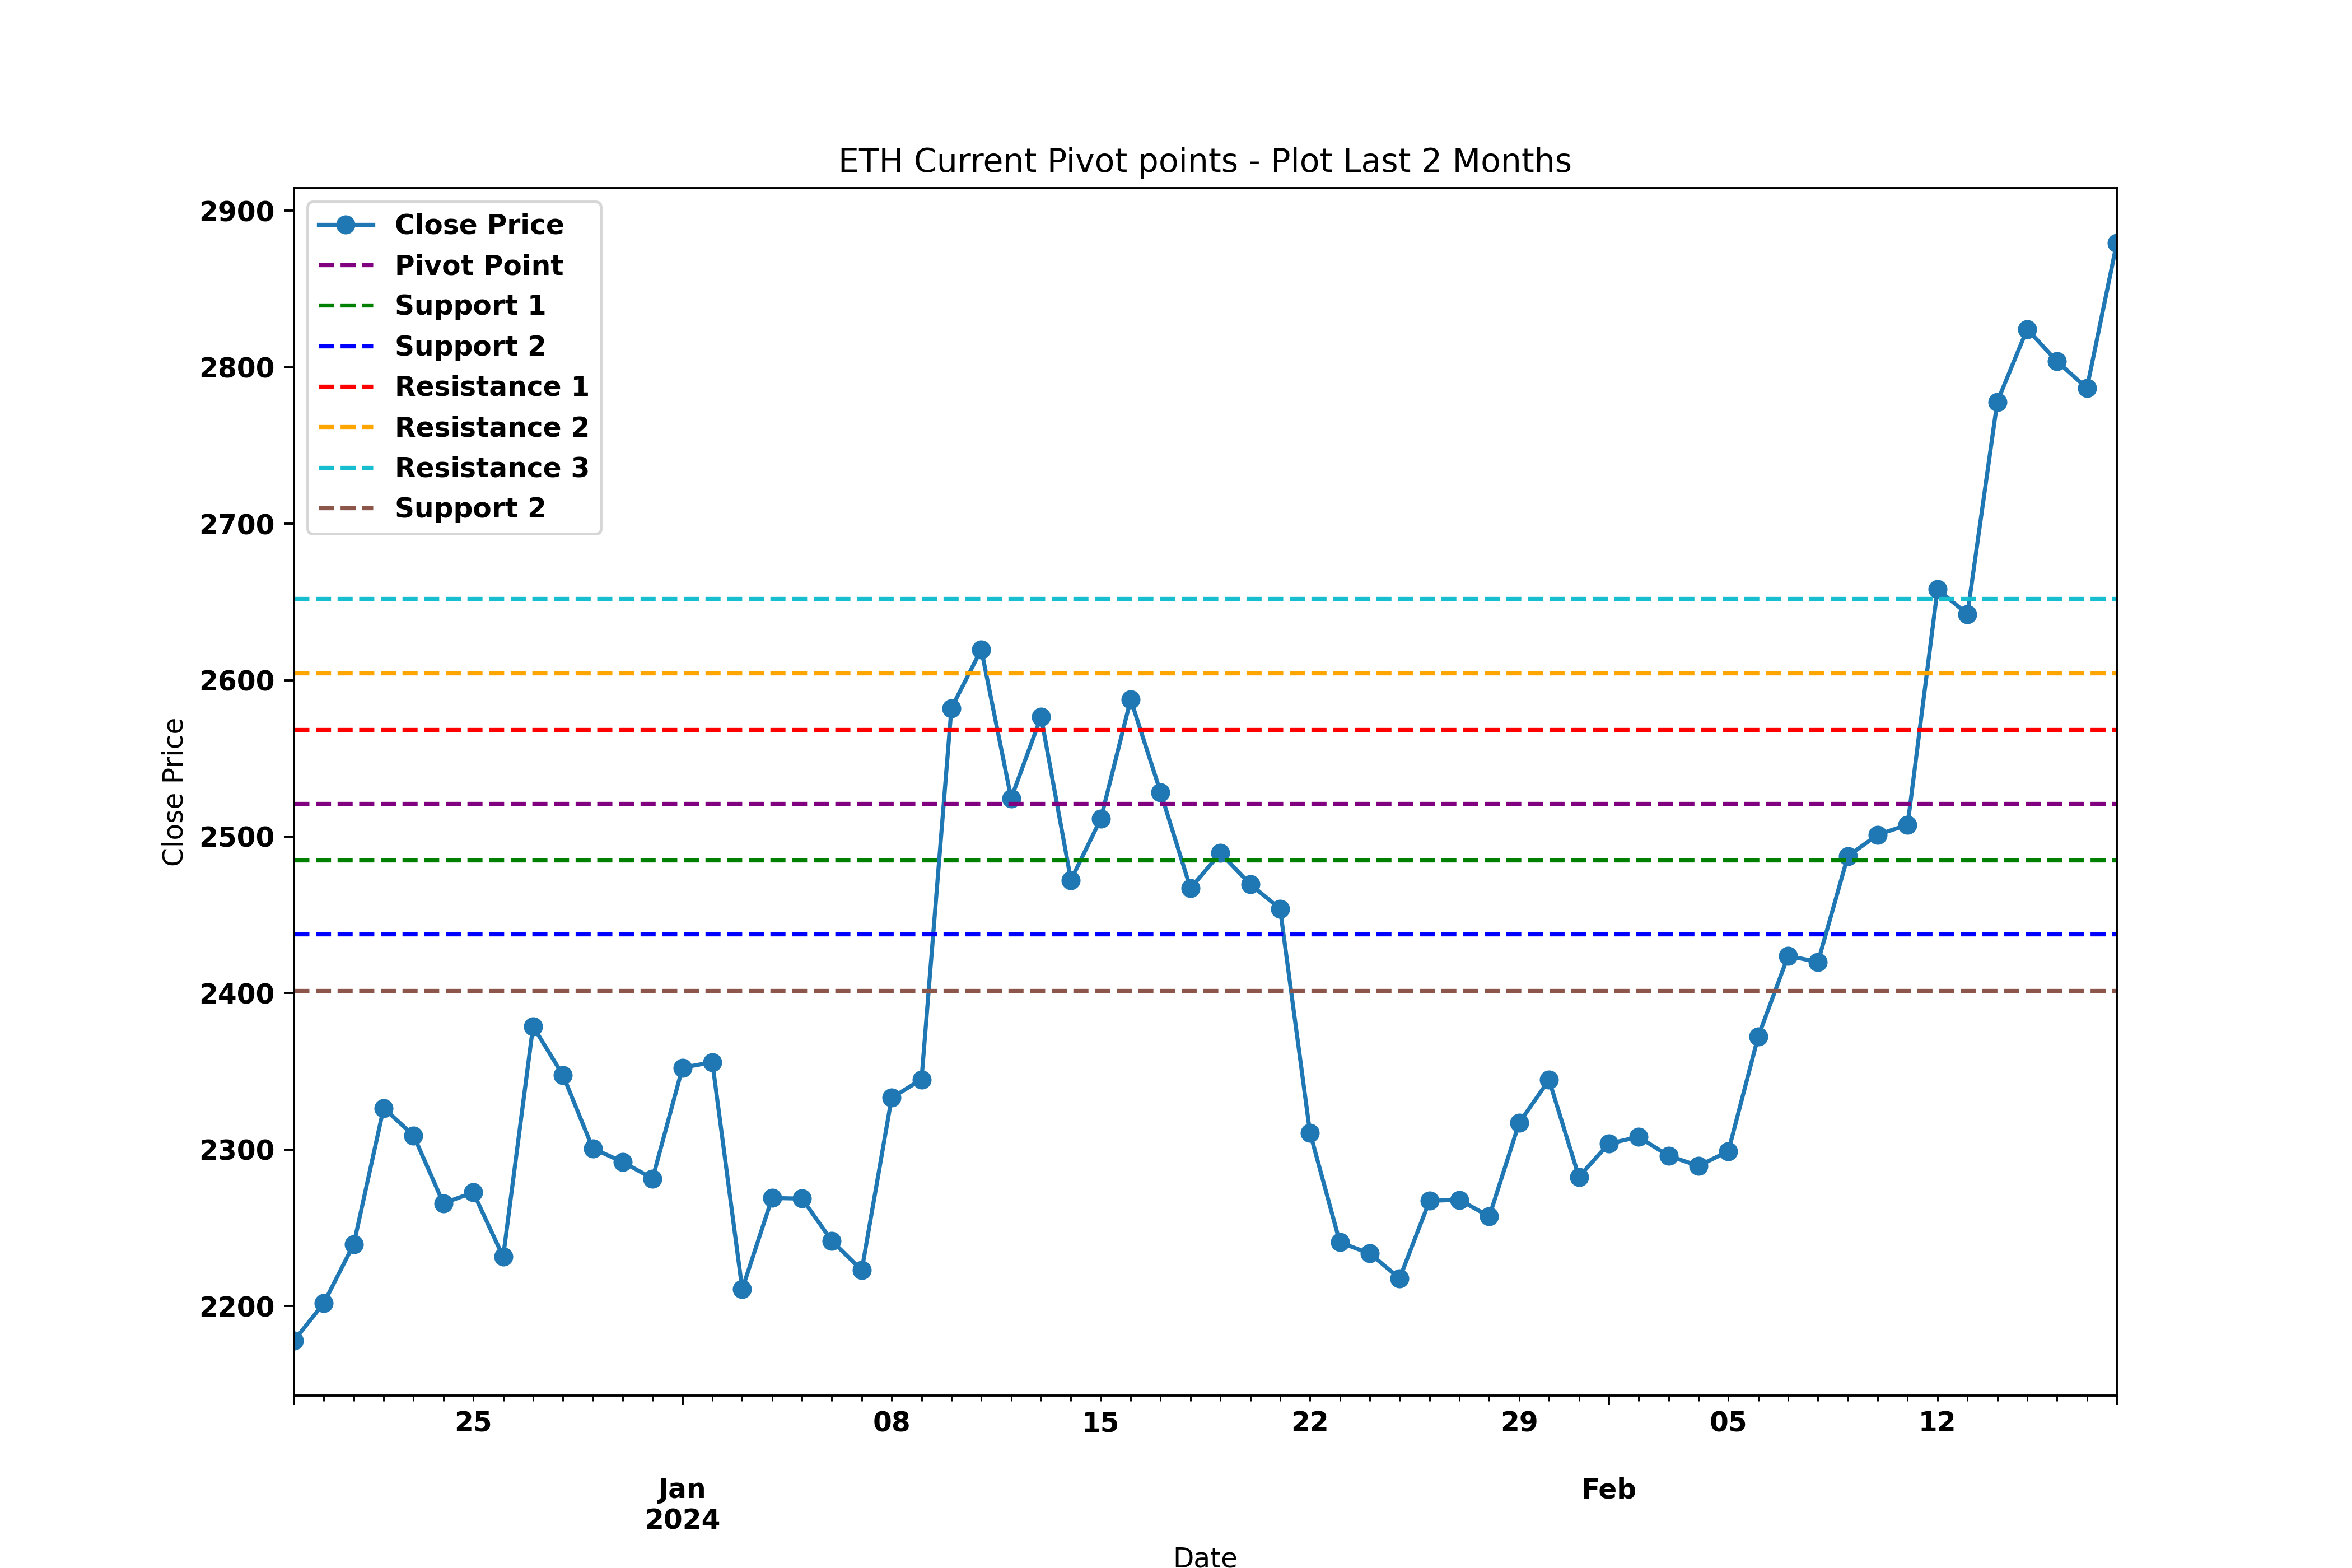 ETH Current Pivot points - Plot Last 2 Months
2900
2800
2700
2600
2500
2400
2300
2200
Close Price
Close Price
Pivot Point
Support 1
Support 2
Resistance 1
Resistance 2
Resistance 3
Support 2
25 08 15 22 29 05 12
Jan Feb
2024
Date